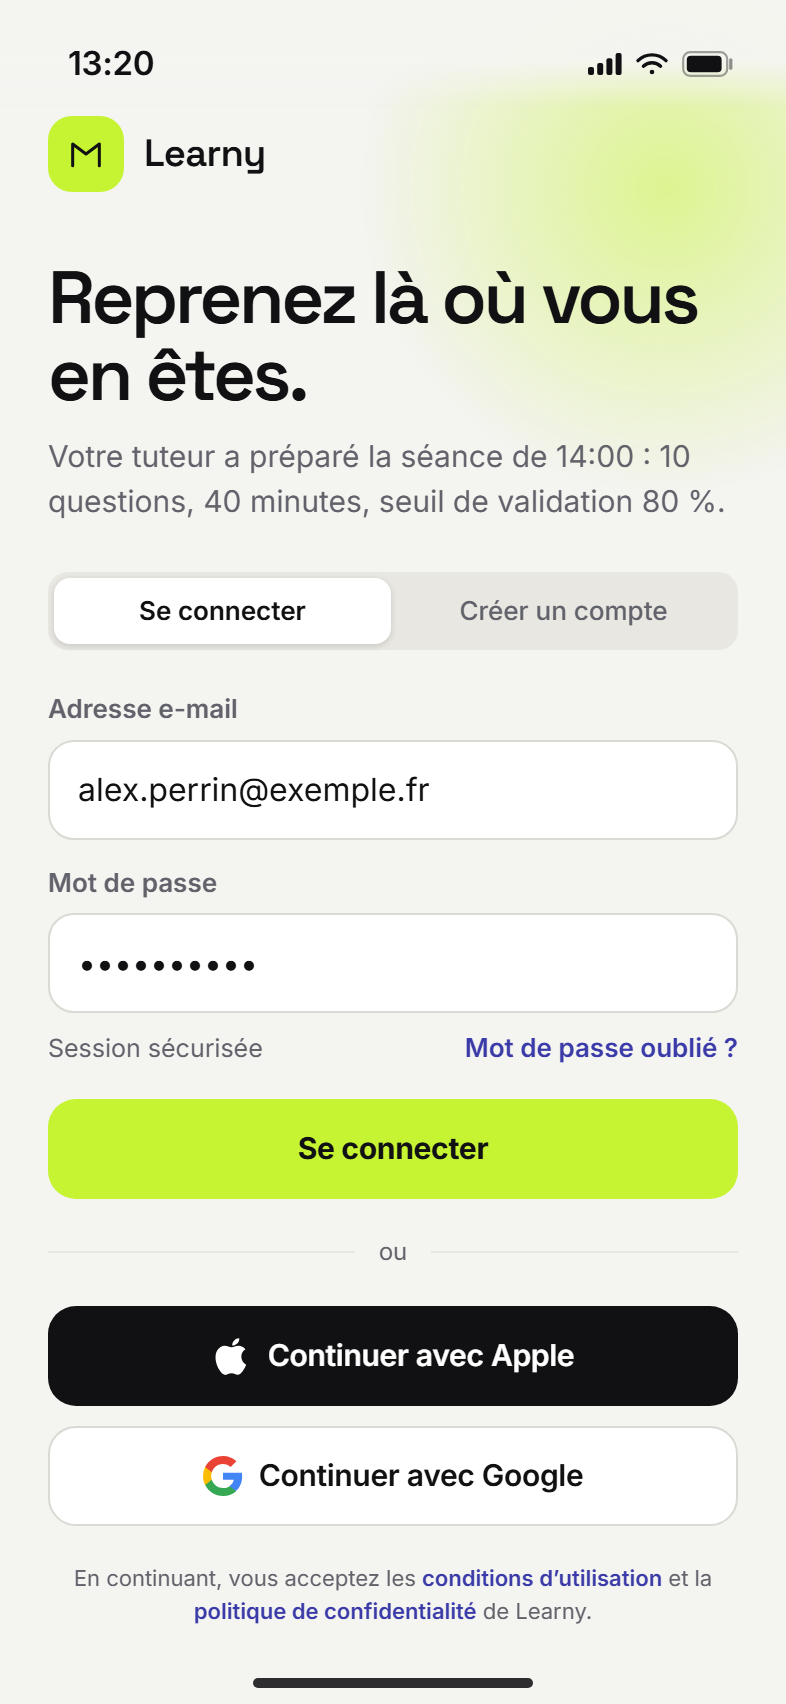 13:20
Learny
Reprenez là où vous
en êtes.
Votre tuteur a préparé la séance de 14:00 : 10
questions, 40 minutes, seuil de validation 80 %.
Se connecter
Créer un compte
Adresse e-mail
alex.perrin@exemple.fr
Mot de passe
••••••••••
Session sécurisée
Mot de passe oublié ?
Se connecter
ou
Continuer avec Apple
Continuer avec Google
En continuant, vous acceptez les conditions d’utilisation et la
politique de confidentialité de Learny.